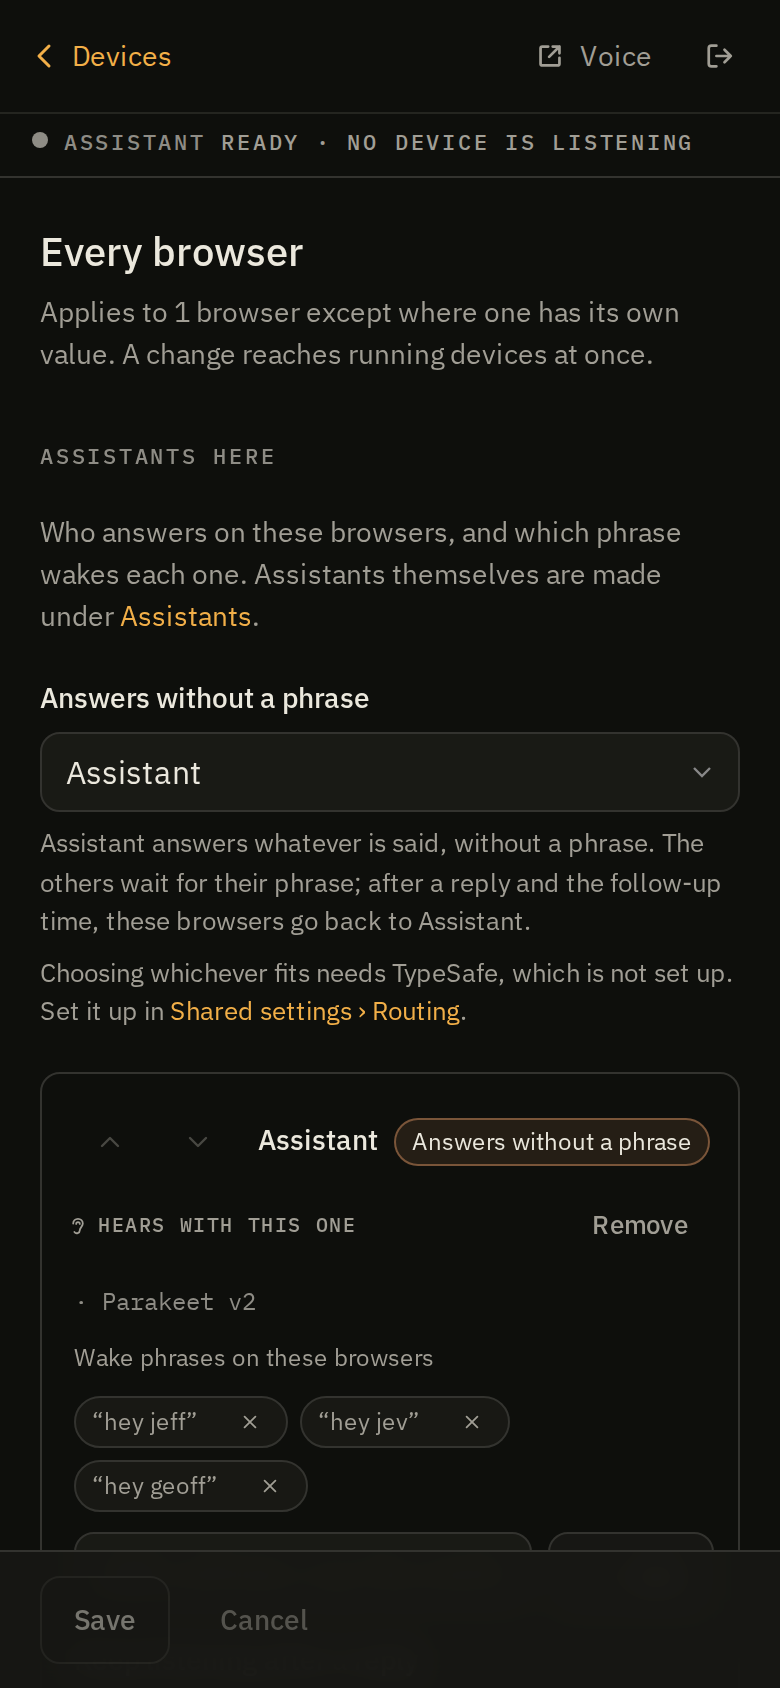 Devices
Voice
ASSISTANT READY · NO DEVICE IS LISTENING
Every browser
Applies to 1 browser except where one has its own
value. A change reaches running devices at once.
ASSISTANTS HERE
Who answers on these browsers, and which phrase
wakes each one. Assistants themselves are made
under Assistants.
Answers without a phrase
Assistant
Assistant answers whatever is said, without a phrase. The
others wait for their phrase; after a reply and the follow-up
time, these browsers go back to Assistant.
Choosing whichever fits needs TypeSafe, which is not set up.
Set it up in Shared settings › Routing.
Assistant Answers without a phrase
HEARS WITH THIS ONE Remove
· Parakeet v2
Wake phrases on these browsers
“hey jeff” × “hey jev” ×
“hey geoff” ×
Save Cancel